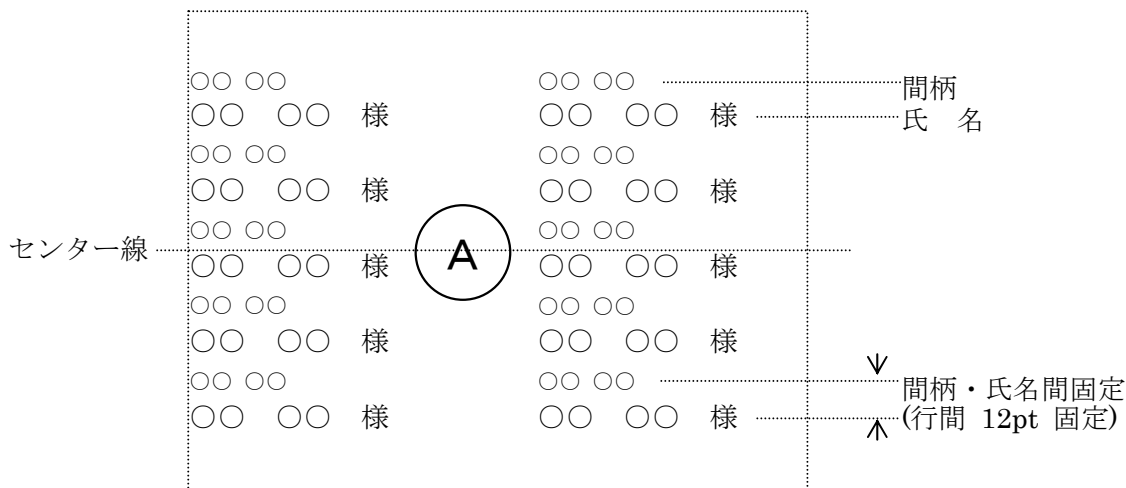 ○○ ○○ ○○ ○○ 間柄
○○ ○○ 様 ○○ ○○ 様 氏 名
○○ ○○ ○○ ○○
○○ ○○ 様 ○○ ○○ 様
○○ ○○ ○○ ○○
センター線 A
○○ ○○ 様 ○○ ○○ 様
○○ ○○ ○○ ○○
○○ ○○ 様 ○○ ○○ 様
○○ ○○ ○○ ○○ 間柄・氏名間固定
○○ ○○ 様 ○○ ○○ 様 (行間 12pt 固定)